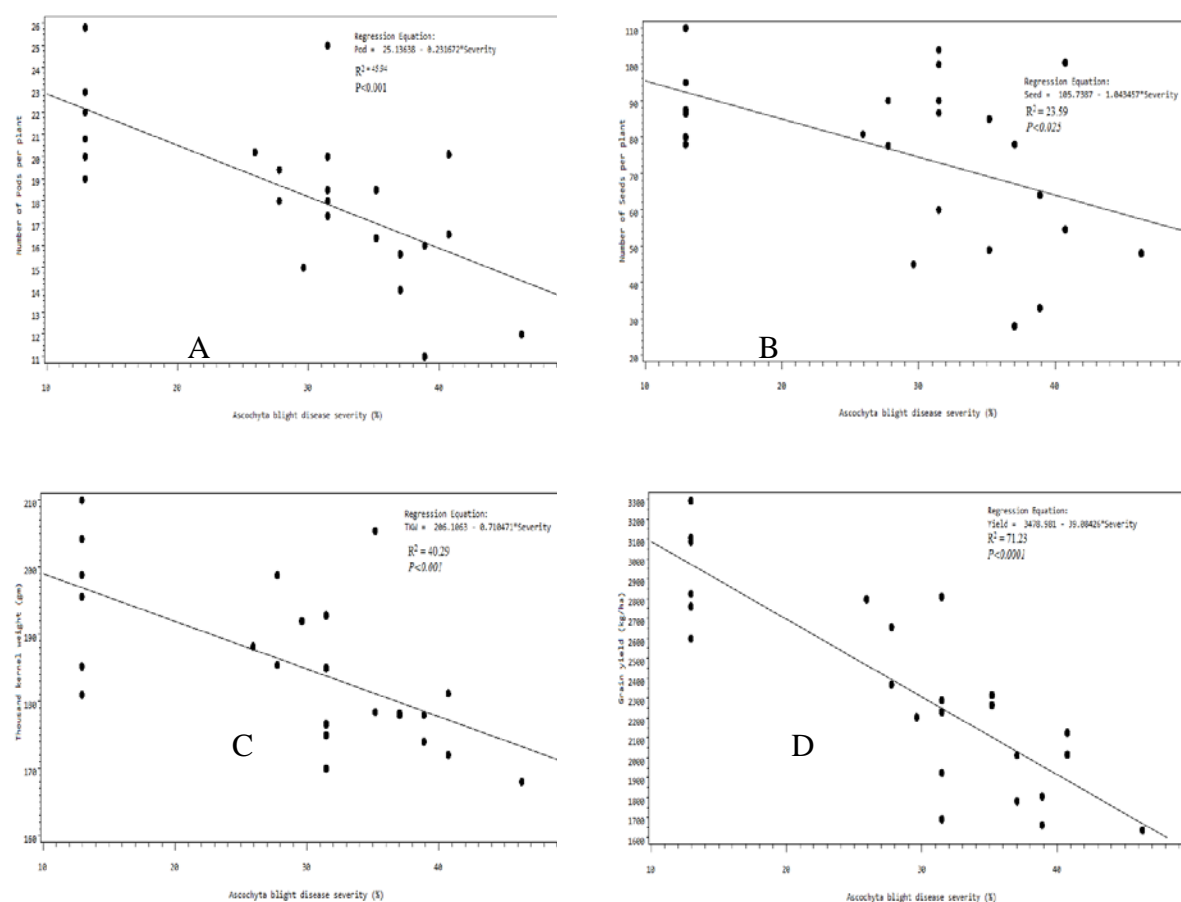 26
25
24
23
22
21
20
19
18
17
16
15
14
13
12
11
Number of Pods per plant
Regression Equation:
Pod = 25.13638 - 0.231672*Severity
R² =
P<0.001
A
10 20 30 40
Ascochyta blight disease severity (%)
110
100
90
80
70
60
50
40
30
20
Number of Seeds per plant
Regression Equation:
Seed = 105.7387 - 1.043457*Severity
R² = 23.59
P<0.025
B
10 20 30 40
Ascochyta blight disease severity (%)
210
200
190
180
170
160
Thousand kernel weight (gm)
Regression Equation:
TKW = 206.1063 - 0.710471*Severity
R² = 40.29
P<0.001
C
10 20 30 40
Ascochyta blight disease severity (%)
3300
3200
3100
3000
2900
2800
2700
2600
2500
2400
2300
2200
2100
2000
1900
1800
1700
1600
Grain yield (kg/ha)
Regression Equation:
Yield = 3478.981 - 39.08426*Severity
R² = 71.23
P<0.0001
D
10 20 30 40
Ascochyta blight disease severity (%)